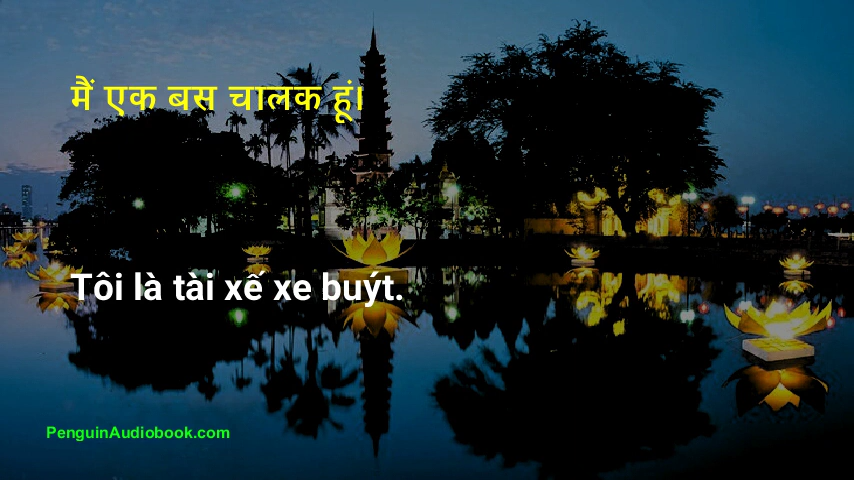 मैं एक बस चालक हूं।
Tôi là tài xế xe buýt.
PenguinAudiobook.com